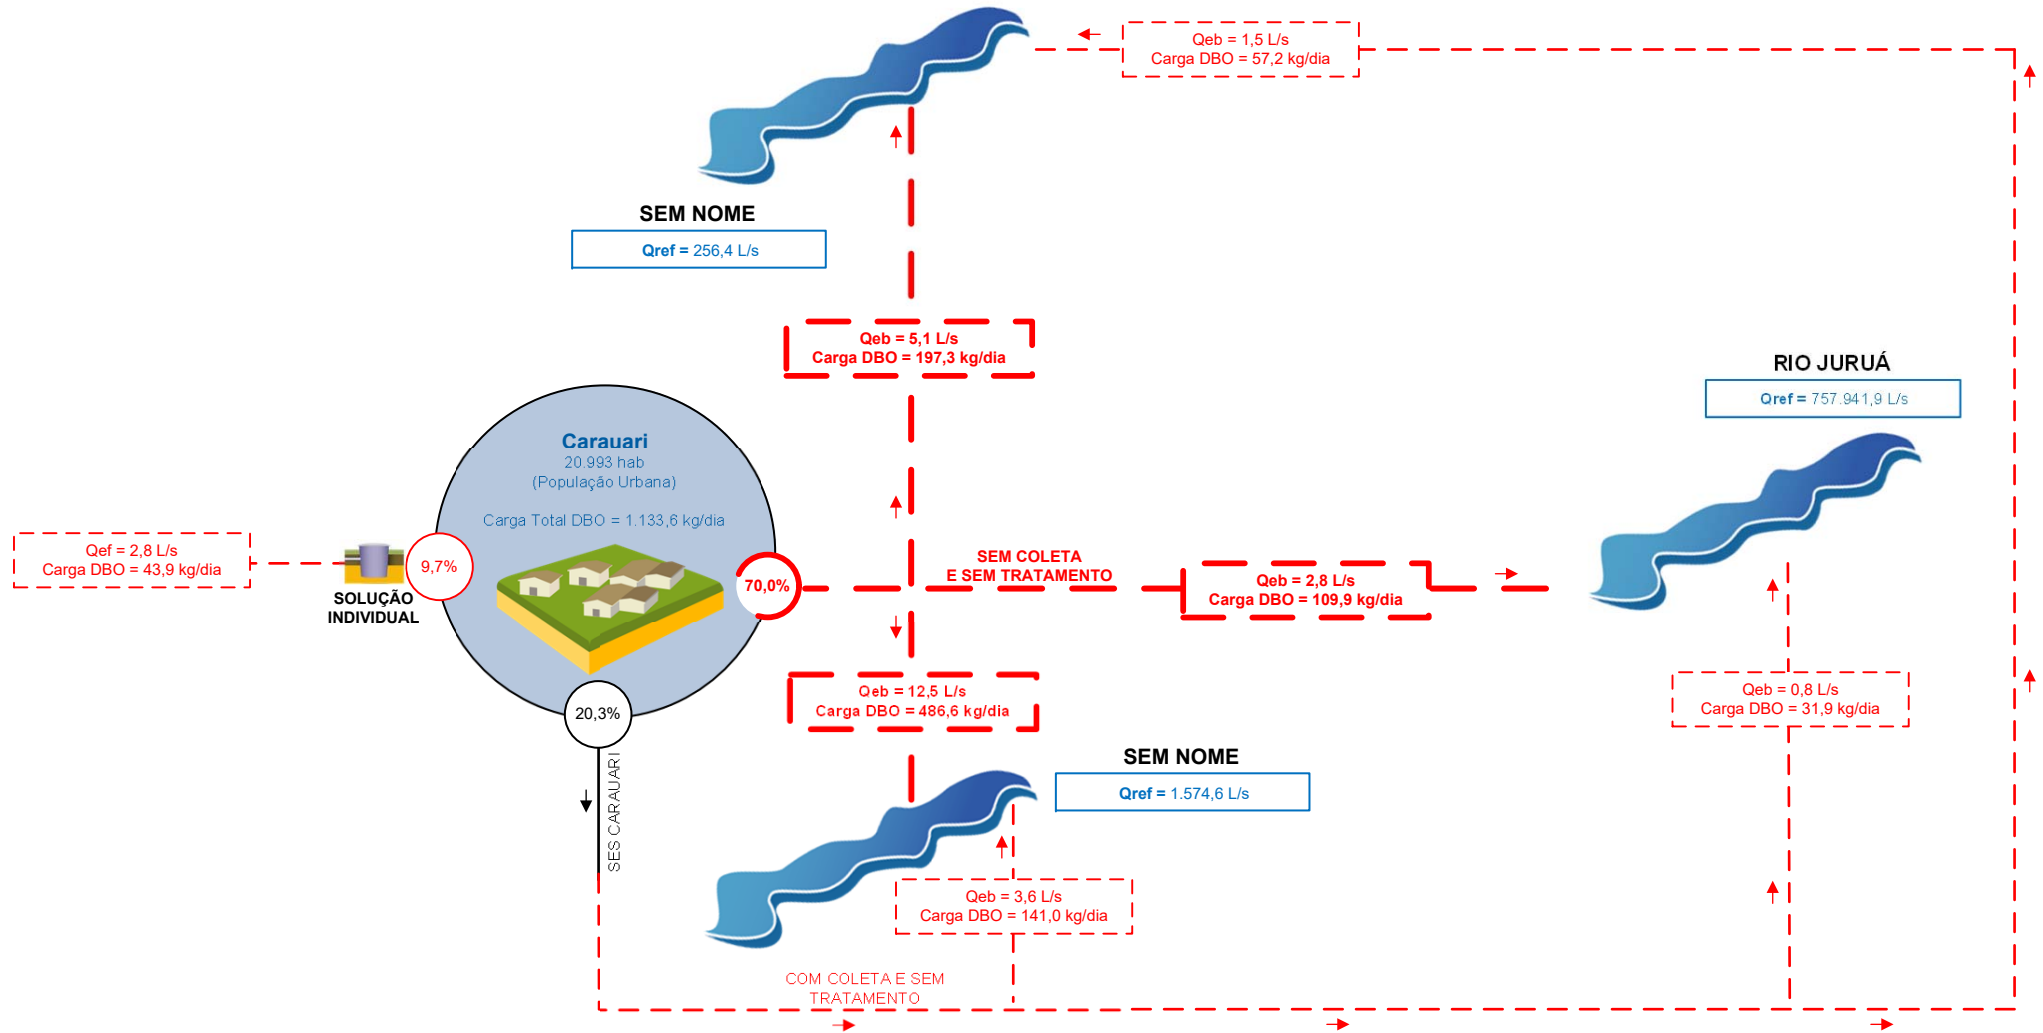 Qeb = 1,5 L/s
Carga DBO = 57,2 kg/dia
SEM NOME
Qref = 256,4 L/s
Qeb = 5,1 L/s
Carga DBO = 197,3 kg/dia
RIO JURUÁ
Qref = 757.941,9 L/s
Carauari
20.993 hab
(População Urbana)
Carga Total DBO = 1.133,6 kg/dia
Qef = 2,8 L/s
Carga DBO = 43,9 kg/dia
9,7%
SOLUÇÃO
INDIVIDUAL
70,0%
SEM COLETA
E SEM TRATAMENTO
Qeb = 2,8 L/s
Carga DBO = 109,9 kg/dia
20,3%
Qeb = 12,5 L/s
Carga DBO = 486,6 kg/dia
Qeb = 0,8 L/s
Carga DBO = 31,9 kg/dia
SEM NOME
Qref = 1.574,6 L/s
SES CARAUARI
Qeb = 3,6 L/s
Carga DBO = 141,0 kg/dia
COM COLETA E SEM
TRATAMENTO